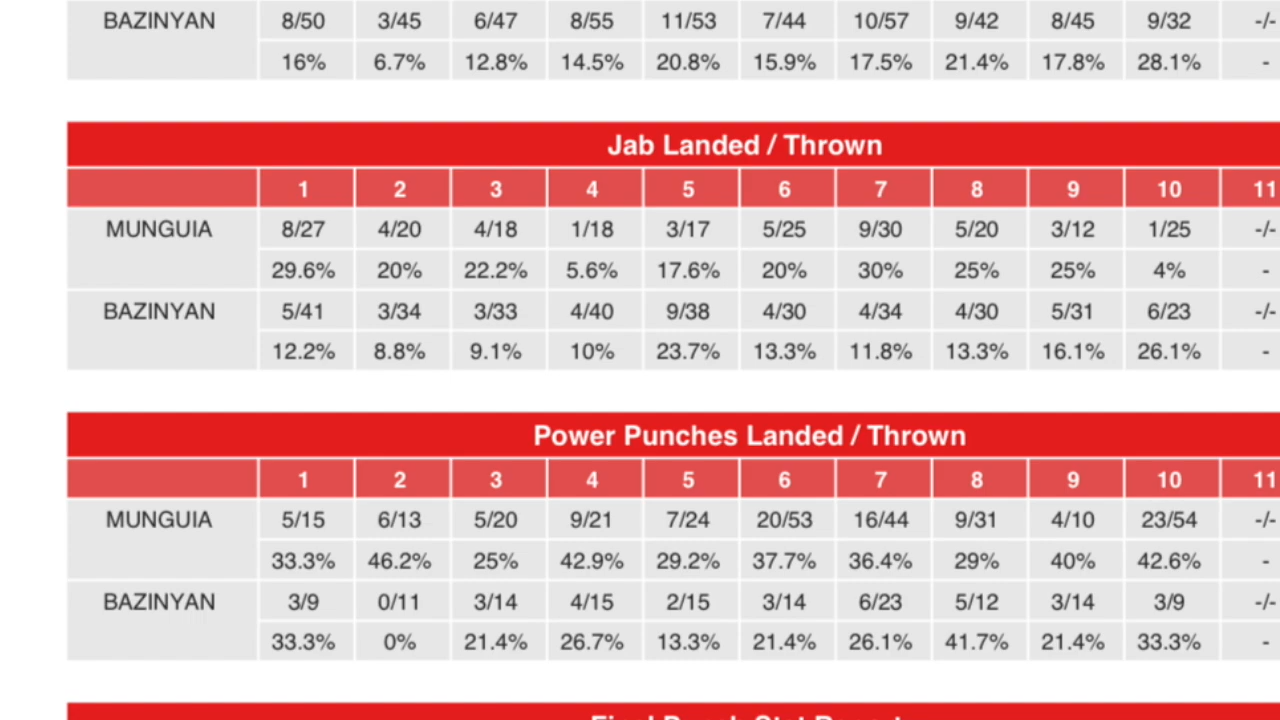 BAZINYAN 8/50 3/45 6/47 8/55 11/53 7/44 10/57 9/42 8/45 9/32 -/-
16% 6.7% 12.8% 14.5% 20.8% 15.9% 17.5% 21.4% 17.8% 28.1% -
Jab Landed / Thrown
1 2 3 4 5 6 7 8 9 10 11
MUNGUIA 8/27 4/20 4/18 1/18 3/17 5/25 9/30 5/20 3/12 1/25 -/-
29.6% 20% 22.2% 5.6% 17.6% 20% 30% 25% 25% 4% -
BAZINYAN 5/41 3/34 3/33 4/40 9/38 4/30 4/34 4/30 5/31 6/23 -/-
12.2% 8.8% 9.1% 10% 23.7% 13.3% 11.8% 13.3% 16.1% 26.1% -
Power Punches Landed / Thrown
1 2 3 4 5 6 7 8 9 10 11
MUNGUIA 5/15 6/13 5/20 9/21 7/24 20/53 16/44 9/31 4/10 23/54 -/-
33.3% 46.2% 25% 42.9% 29.2% 37.7% 36.4% 29% 40% 42.6% -
BAZINYAN 3/9 0/11 3/14 4/15 2/15 3/14 6/23 5/12 3/14 3/9 -/-
33.3% 0% 21.4% 26.7% 13.3% 21.4% 26.1% 41.7% 21.4% 33.3% -
Final Punch Stat Report